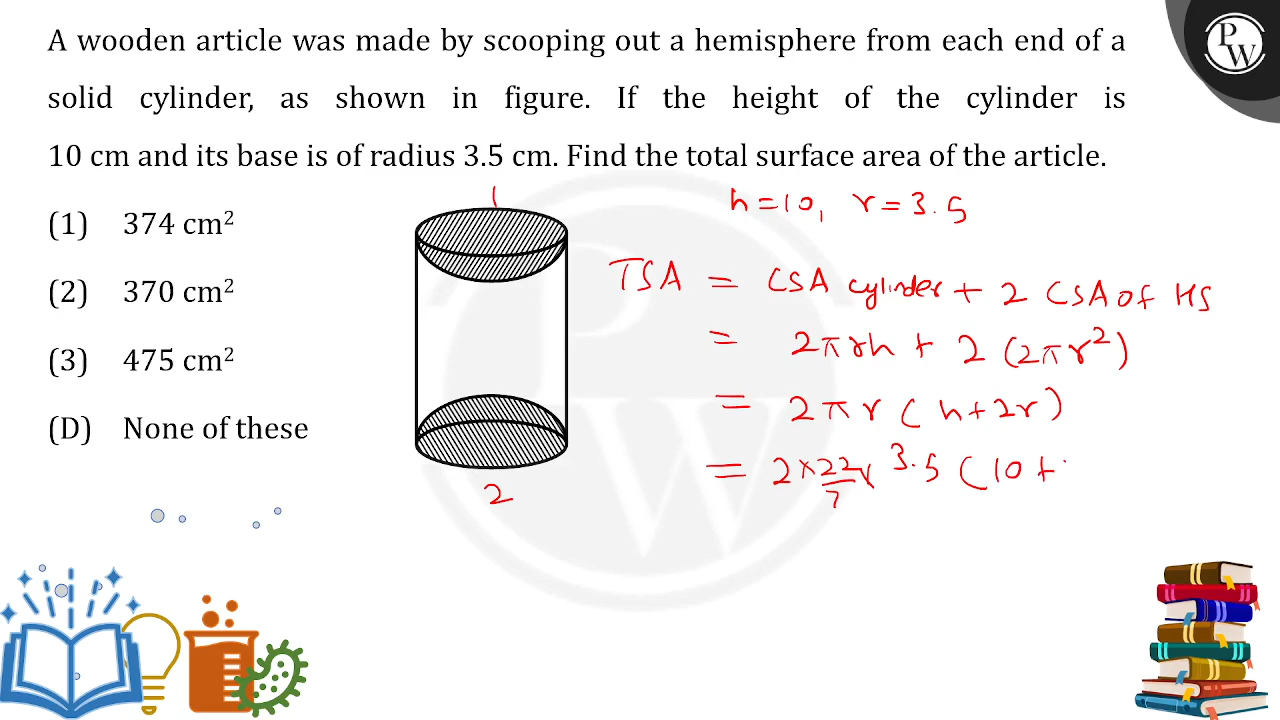 A wooden article was made by scooping out a hemisphere from each end of a
solid cylinder, as shown in figure. If the height of the cylinder is
10 cm and its base is of radius 3.5 cm. Find the total surface area of the article.
(1) 374 cm²
(2) 370 cm²
(3) 475 cm²
(D) None of these
1
2
h = 10, r = 3.5
TSA = CSA cylinder + 2 CSA of HS
= 2πrh + 2 (2πr²)
= 2πr (h+2r)
= 2 × 22/7 × 3.5 (10 +
PW
PW